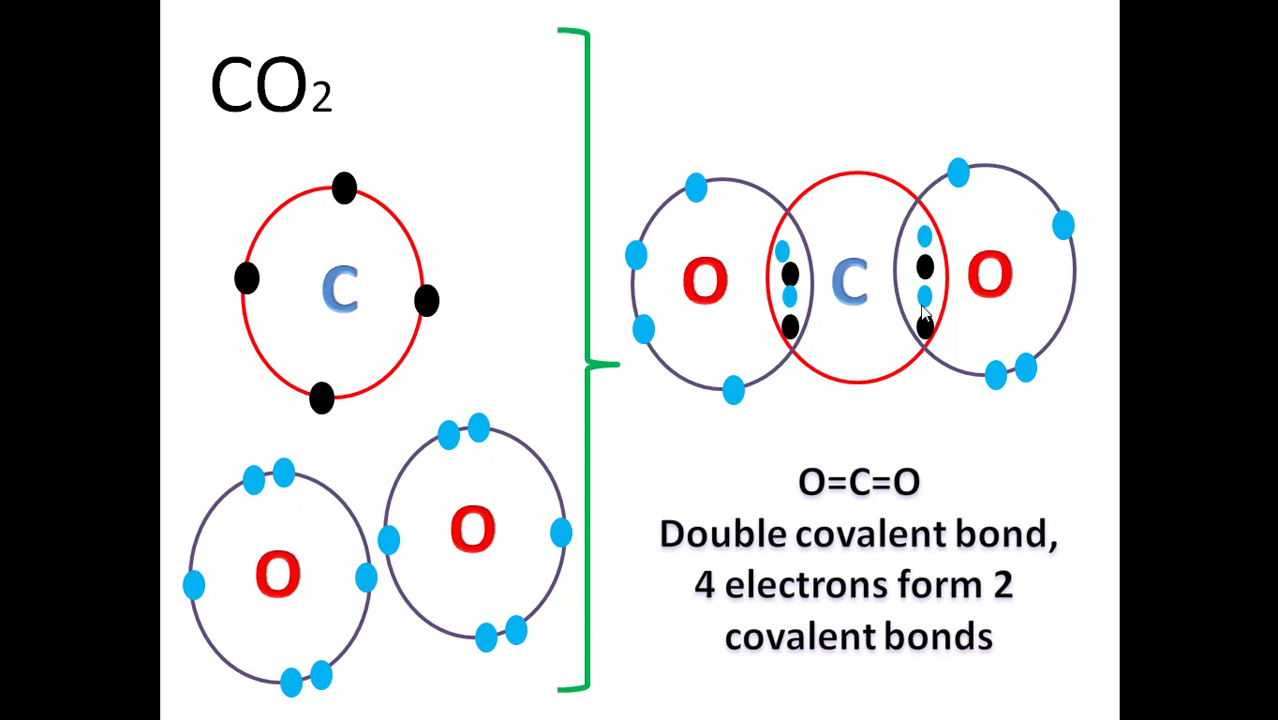 CO₂
C
O
O
O C O
O=C=O
Double covalent bond,
4 electrons form 2
covalent bonds